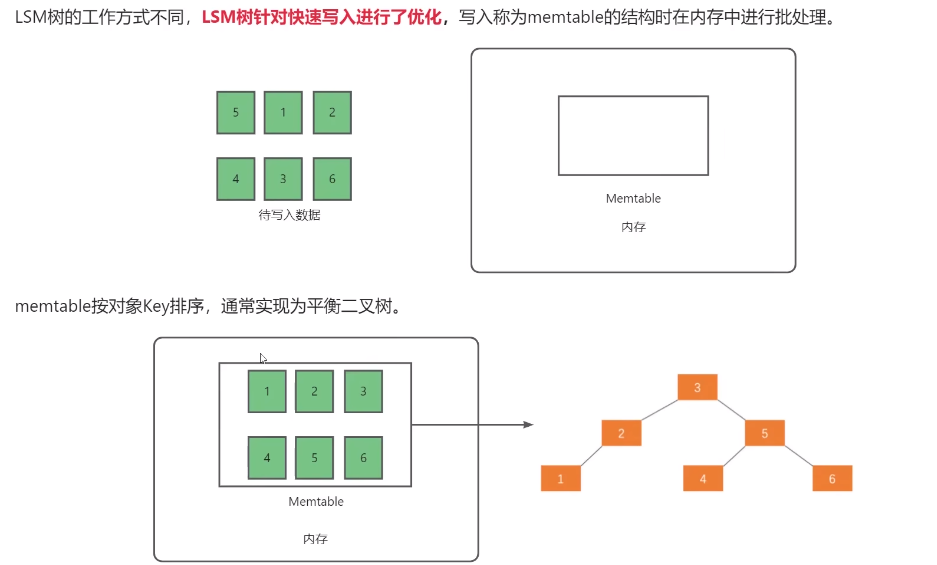 LSM树的工作方式不同，LSM树针对快速写入进行了优化，写入称为memtable的结构时在内存中进行批处理。
5 1 2
4 3 6
待写入数据
Memtable
内存
memtable按对象Key排序，通常实现为平衡二叉树。
1 2 3
4 5 6
Memtable
内存
3
2 5
1 4 6